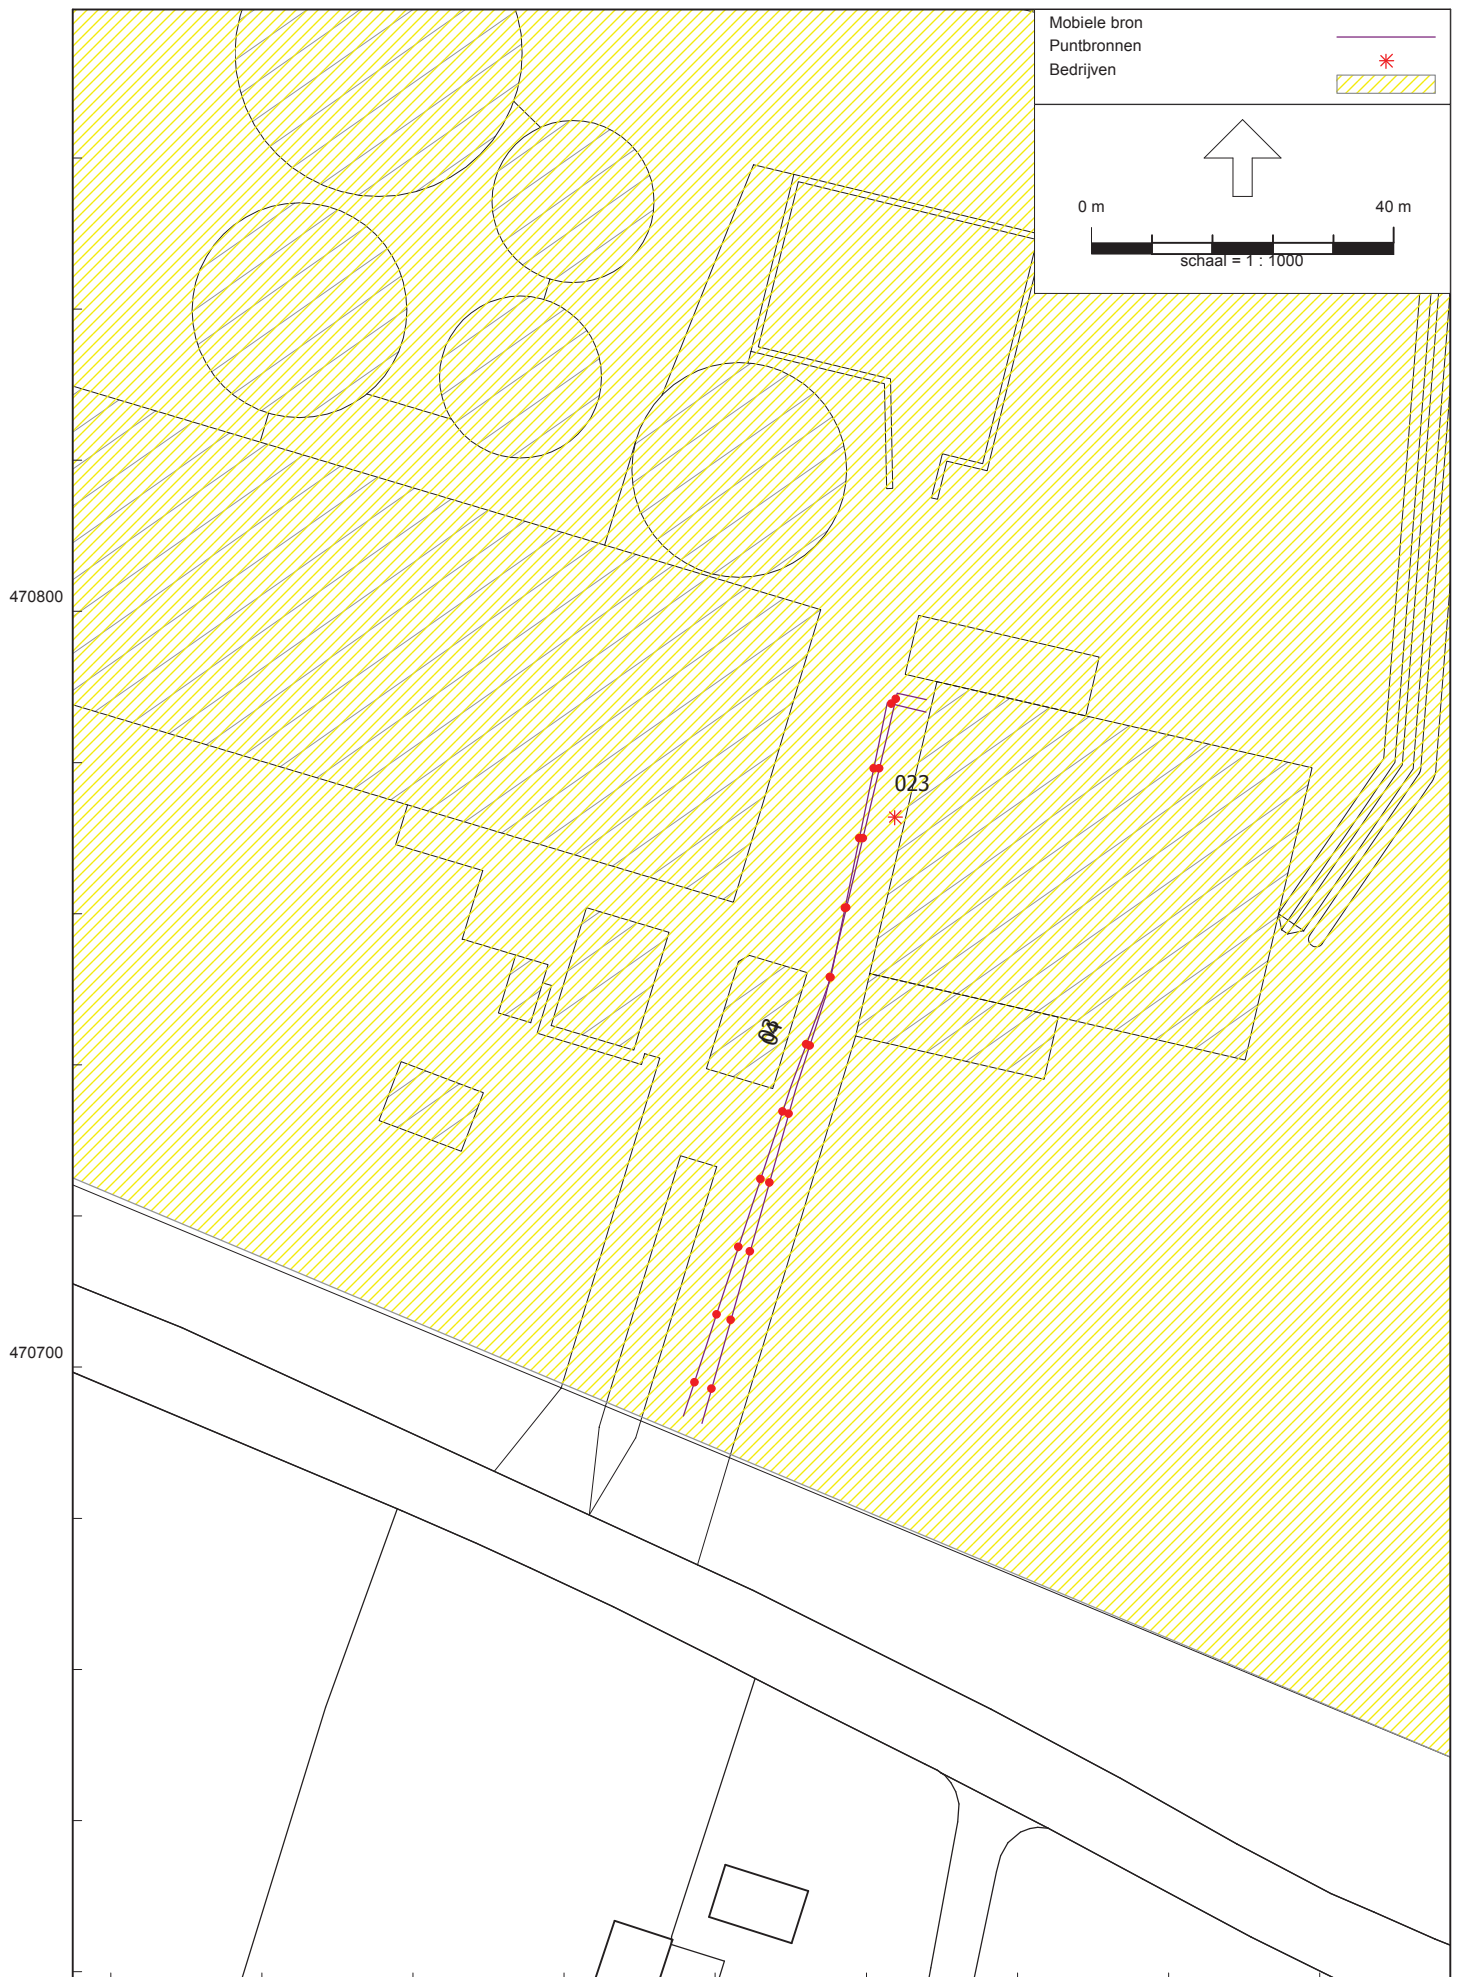 Mobiele bron
Puntbronnen
Bedrijven
0 m
40 m
schaal = 1 : 1000
470800
023
470700